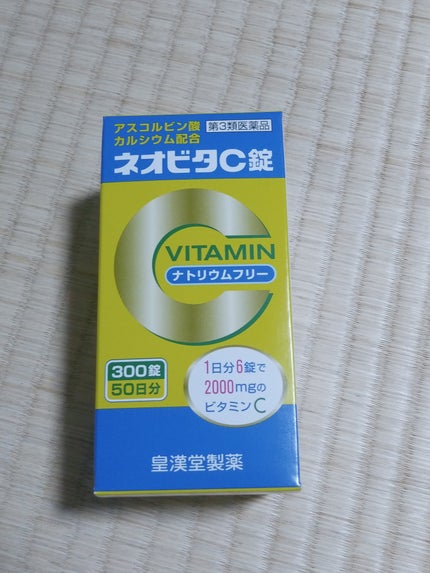 アスコルビン酸
カルシウム配合
第3類医薬品
ネオビタC錠
VITAMIN
ナトリウムフリー
300錠
50日分
1日分6錠で
2000mgの
ビタミンC
皇漢堂製薬